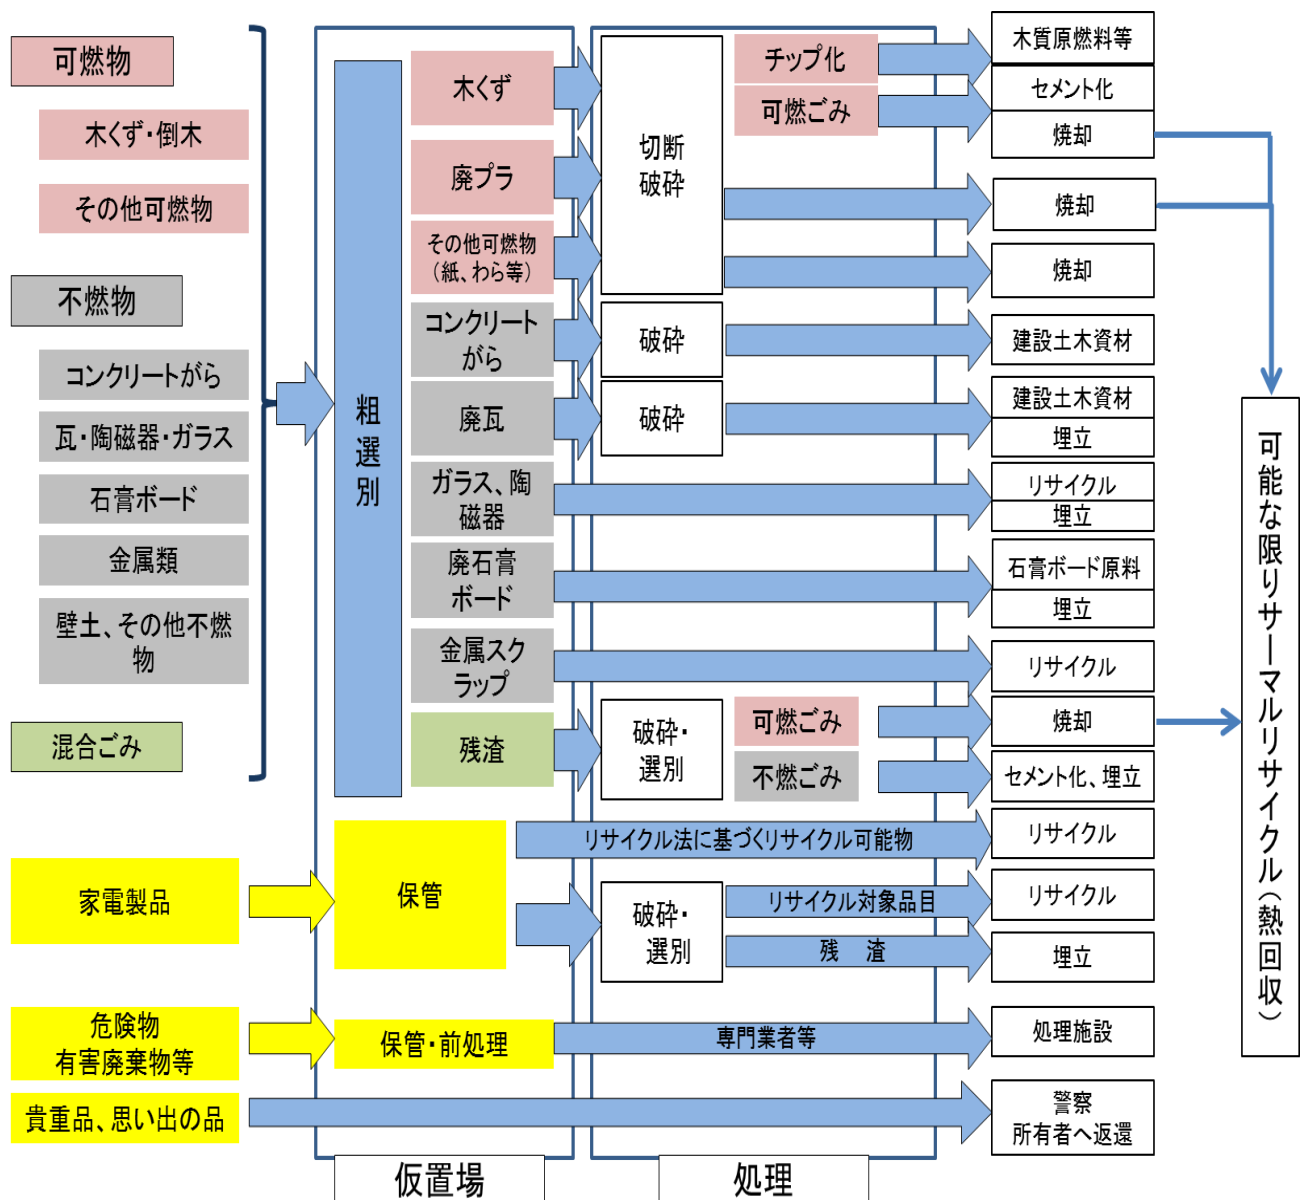 可燃物
木くず・倒木
その他可燃物
不燃物
コンクリートがら
瓦・陶磁器・ガラス
石膏ボード
金属類
壁土、その他不燃
物
混合ごみ
家電製品
危険物
有害廃棄物等
貴重品、思い出の品
粗選別
木くず
廃プラ
その他可燃物
（紙、わら等）
コンクリート
がら
廃瓦
ガラス、陶
磁器
廃石膏
ボード
金属スク
ラップ
残渣
保管
保管・前処理
仮置場
切断
破砕
破砕
破砕
破砕・
選別
破砕・
選別
チップ化
可燃ごみ
可燃ごみ
不燃ごみ
リサイクル法に基づくリサイクル可能物
リサイクル対象品目
残 渣
専門業者等
処理
木質原燃料等
セメント化
焼却
焼却
焼却
建設土木資材
建設土木資材
埋立
リサイクル
埋立
石膏ボード原料
埋立
リサイクル
焼却
セメント化、埋立
リサイクル
リサイクル
埋立
処理施設
警察
所有者へ返還
可能な限りサーマルリサイクル（熱回収）